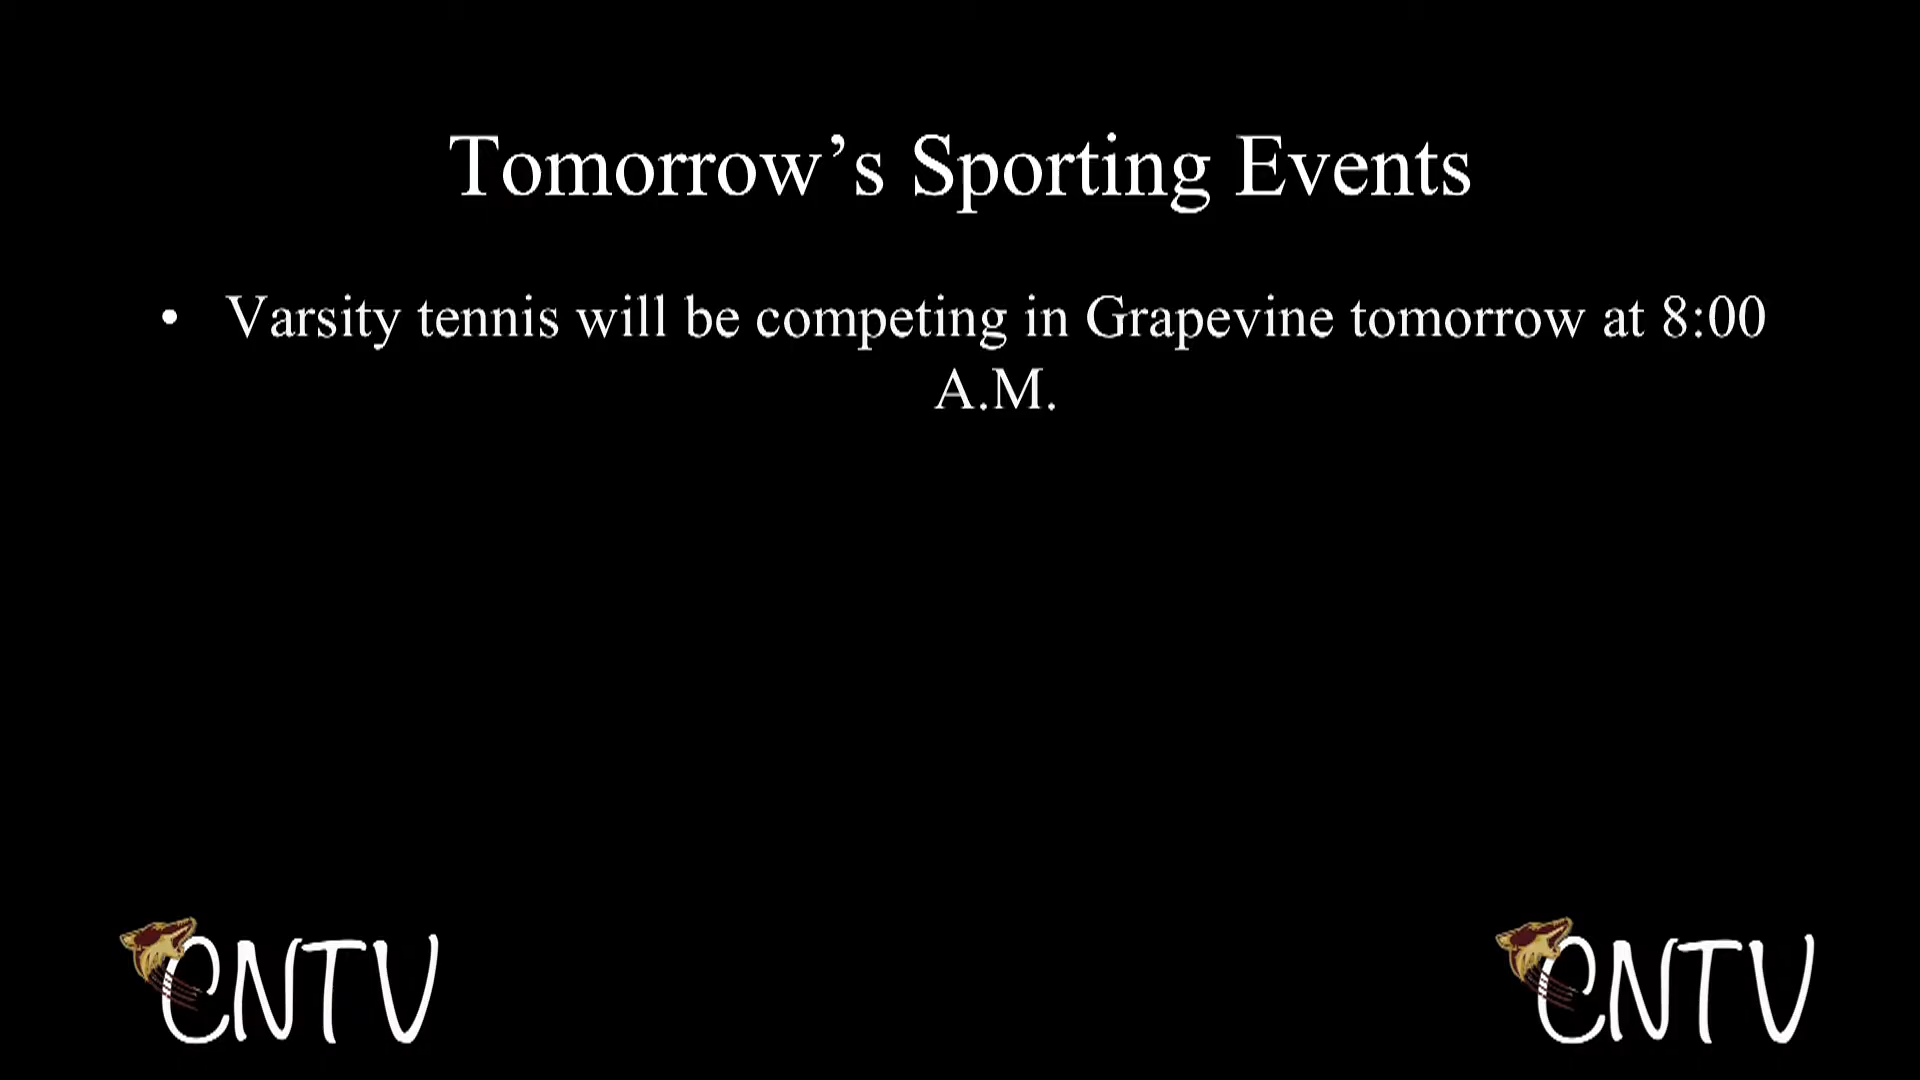 Tomorrow’s Sporting Events
• Varsity tennis will be competing in Grapevine tomorrow at 8:00
A.M.
CNTV
CNTV